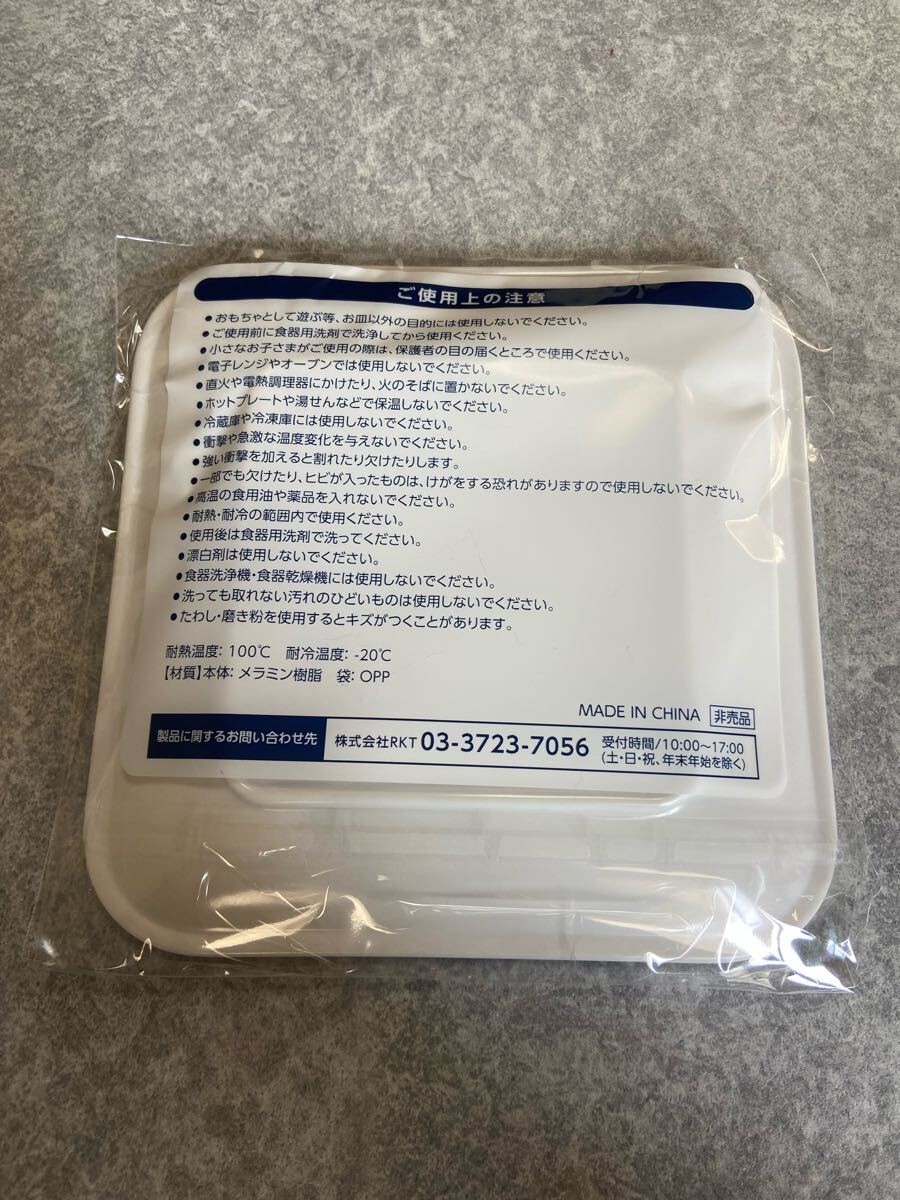 ご使用上の注意
●おもちゃとして遊ぶ等、お皿以外の目的には使用しないでください。
●ご使用前に食器用洗剤で洗浄してから使用ください。
●小さなお子さまがご使用の際は、保護者の目の届くところで使用ください。
●電子レンジやオーブンでは使用しないでください。
●直火や電熱調理器にかけたり、火のそばに置かないでください。
●ホットプレートや湯せんなどで保温しないでください。
●冷蔵庫や冷凍庫には使用しないでください。
●衝撃や急激な温度変化を与えないでください。
●強い衝撃を加えると割れたり欠けたりします。
●一部でも欠けたり、ヒビが入ったものは、けがをする恐れがありますので使用しないでください。
●高温の食用油や薬品を入れないでください。
●耐熱・耐冷の範囲内で使用ください。
●使用後は食器用洗剤で洗ってください。
●漂白剤は使用しないでください。
●食器洗浄機・食器乾燥機には使用しないでください。
●洗っても取れない汚れのひどいものは使用しないでください。
●たわし・磨き粉を使用するとキズがつくことがあります。
耐熱温度: 100℃ 耐冷温度: -20℃
【材質】本体: メラミン樹脂 袋: OPP
MADE IN CHINA 非売品
製品に関するお問い合わせ先 株式会社RKT 03-3723-7056 受付時間/10:00～17:00
(土・日・祝、年末年始を除く)